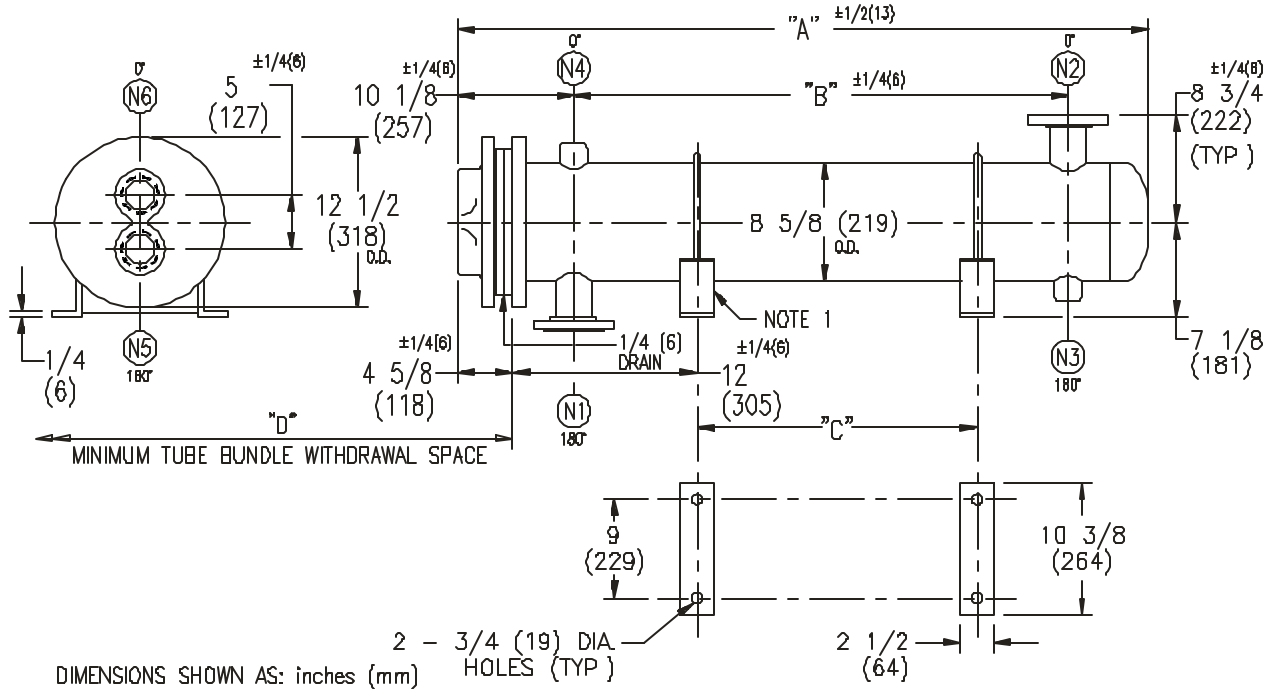 "A" ±1/2(13)
0°
N6
±1/4(6)
5
(127)
±1/4(6)
10 1/8
(257)
0°
N4
"B" ±1/4(6)
0°
N2
±1/4(6)
8 3/4
(222)
(TYP )
12 1/2
(318)
O.D.
8 5/8 (219)
O.D.
NOTE 1
1/4
(6)
N5
180°
±1/4(6)
4 5/8
(118)
1/4 (6)
DRAIN
±1/4(6)
12
(305)
7 1/8
(181)
N3
180°
N1
180°
"D"
MINIMUM TUBE BUNDLE WITHDRAWAL SPACE
"C"
9
(229)
10 3/8
(264)
2 - 3/4 (19) DIA.
HOLES (TYP )
2 1/2
(64)
DIMENSIONS SHOWN AS: inches (mm)